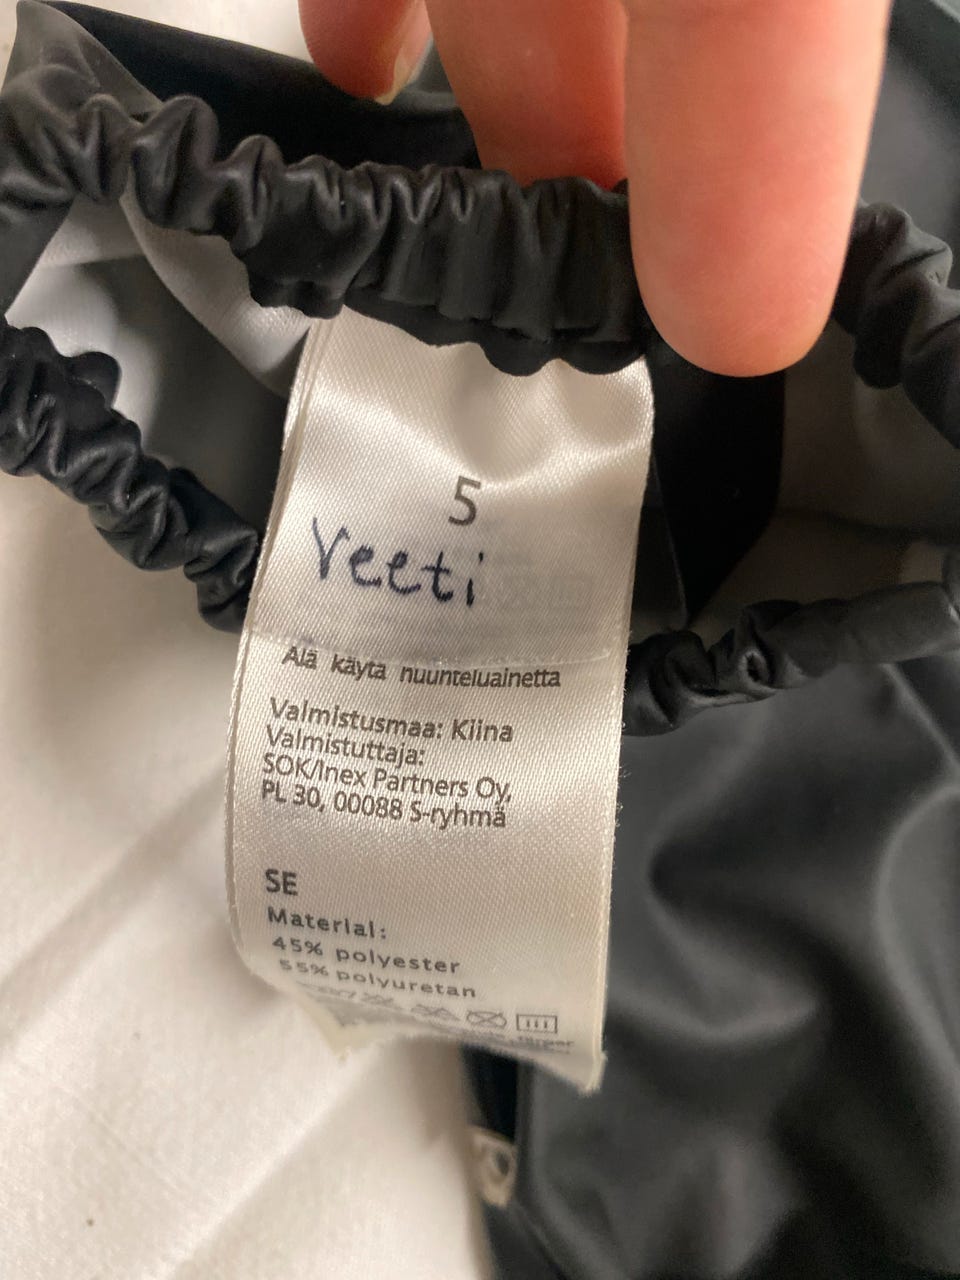 5
Veeti
Älä käytä huuhteluainetta
Valmistusmaa: Kiina
Valmistuttaja:
SOK/Inex Partners Oy,
PL 30, 00088 S-ryhmä
SE
Material:
45% polyester
55% polyuretan